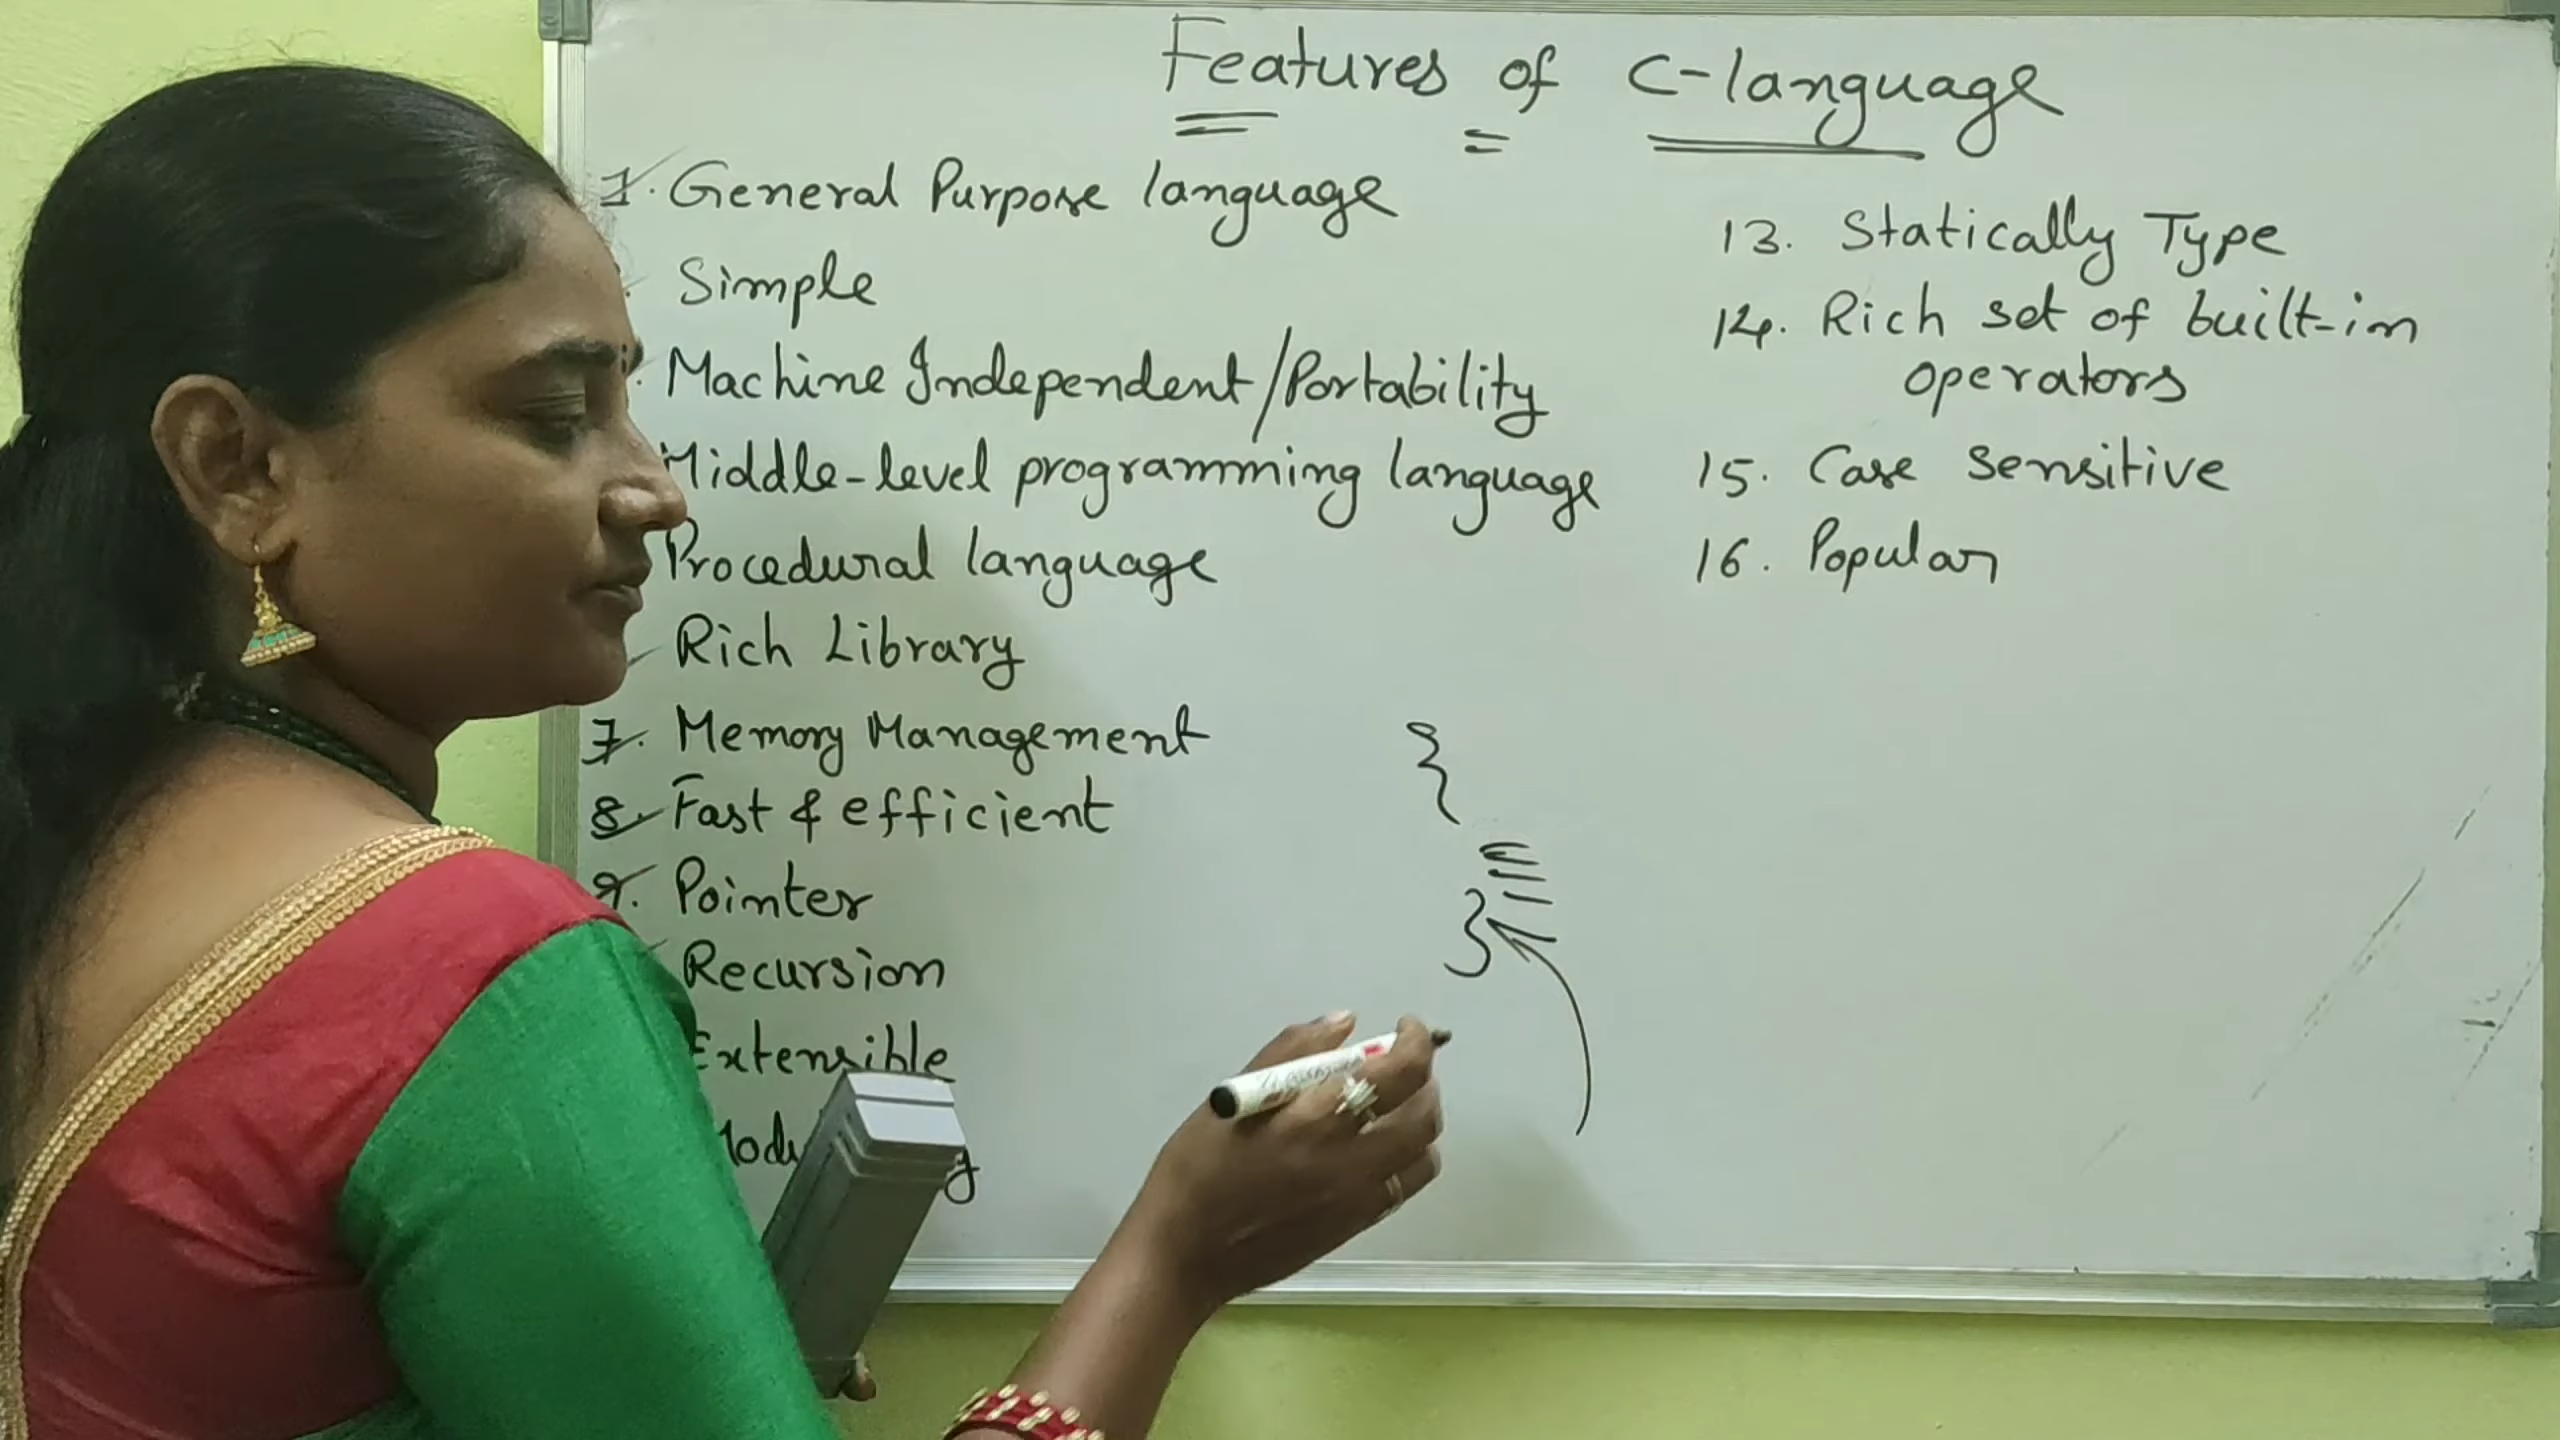 Features of C-language
1. General Purpose language
Simple
Machine Independent/Portability
Middle-level programming language
Procedural language
Rich Library
7. Memory Management
8. Fast & efficient
9. Pointer
Recursion
Extensible
13. Statically Type
14. Rich set of built-in
operators
15. Case sensitive
16. Popular